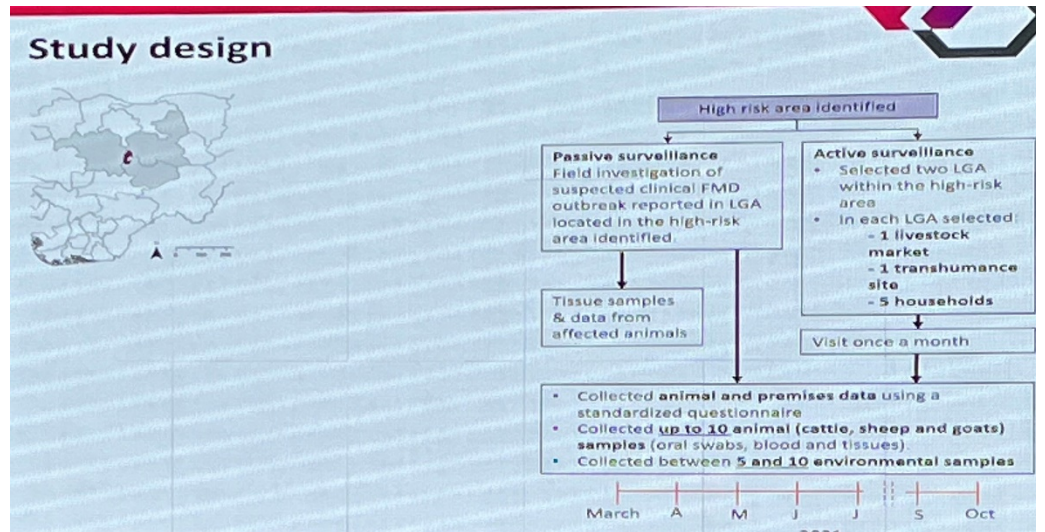 Study design
High risk area identified
Passive surveillance
Field investigation of
suspected clinical FMD
outbreak reported in LGA
located in the high-risk
area identified.
Active surveillance
• Selected two LGA
within the high-risk
area
• In each LGA selected:
- 1 livestock
market
- 1 transhumance
site
- 5 households
Tissue samples
& data from
affected animals
Visit once a month
• Collected animal and premises data using a
standardized questionnaire
• Collected up to 10 animal (cattle, sheep and goats)
samples (oral swabs, blood and tissues)
• Collected between 5 and 10 environmental samples
March A M J J S Oct